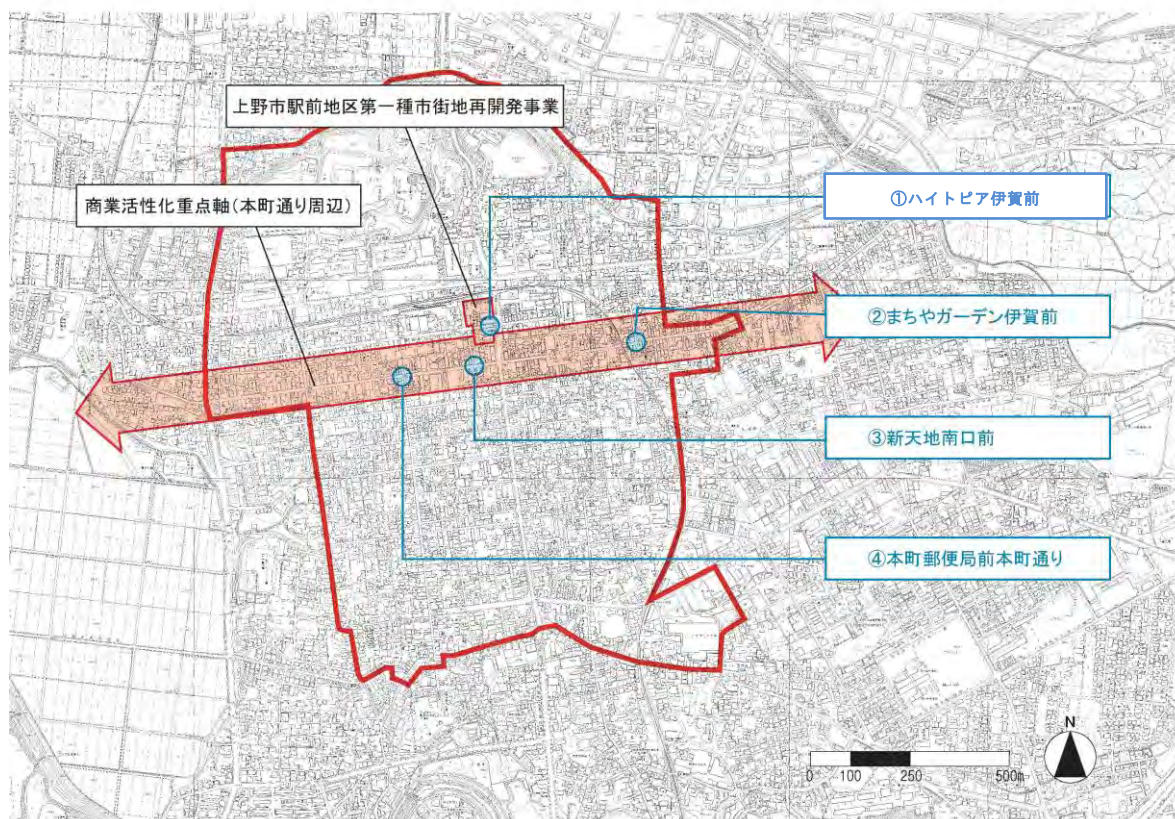 上野市駅前地区第一種市街地再開発事業
商業活性化重点軸(本町通り周辺)
①ハイトピア伊賀前
②まちやガーデン伊賀前
③新天地南口前
④本町郵便局前本町通り
N
0 100 250 500m